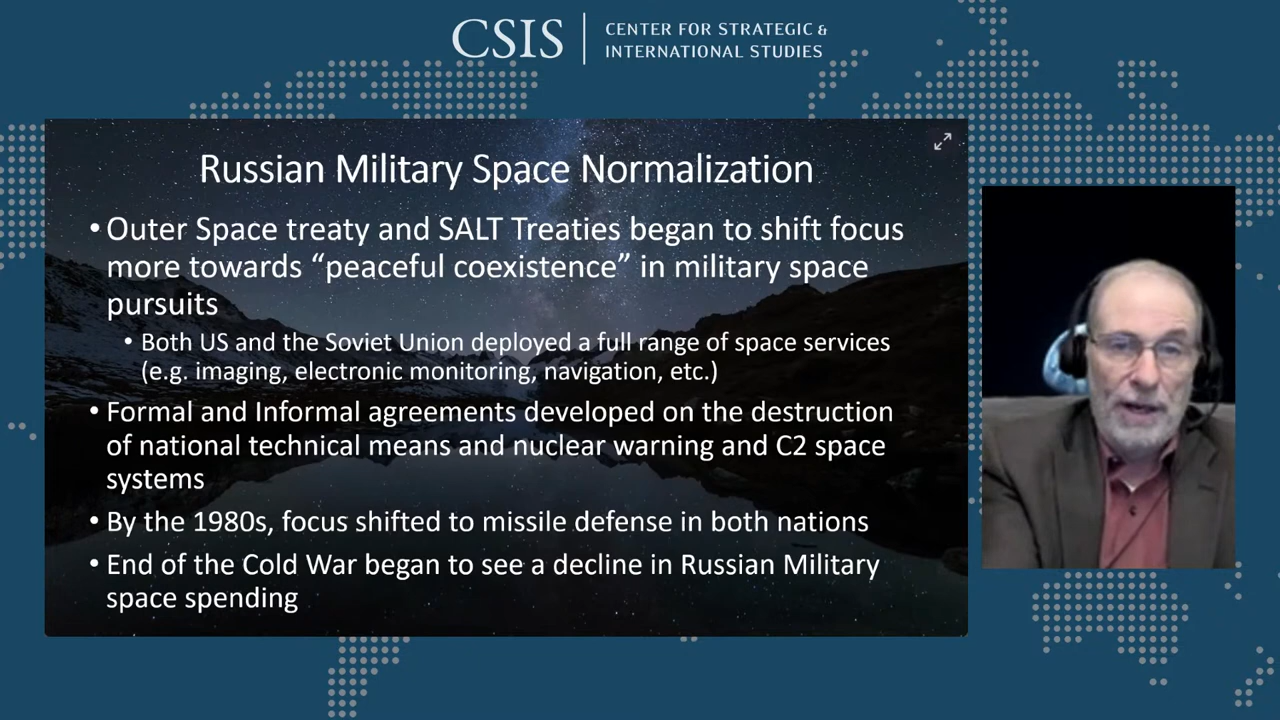 CSIS
CENTER FOR STRATEGIC &
INTERNATIONAL STUDIES
Russian Military Space Normalization
• Outer Space treaty and SALT Treaties began to shift focus
more towards “peaceful coexistence” in military space
pursuits
• Both US and the Soviet Union deployed a full range of space services
(e.g. imaging, electronic monitoring, navigation, etc.)
• Formal and Informal agreements developed on the destruction
of national technical means and nuclear warning and C2 space
systems
• By the 1980s, focus shifted to missile defense in both nations
• End of the Cold War began to see a decline in Russian Military
space spending